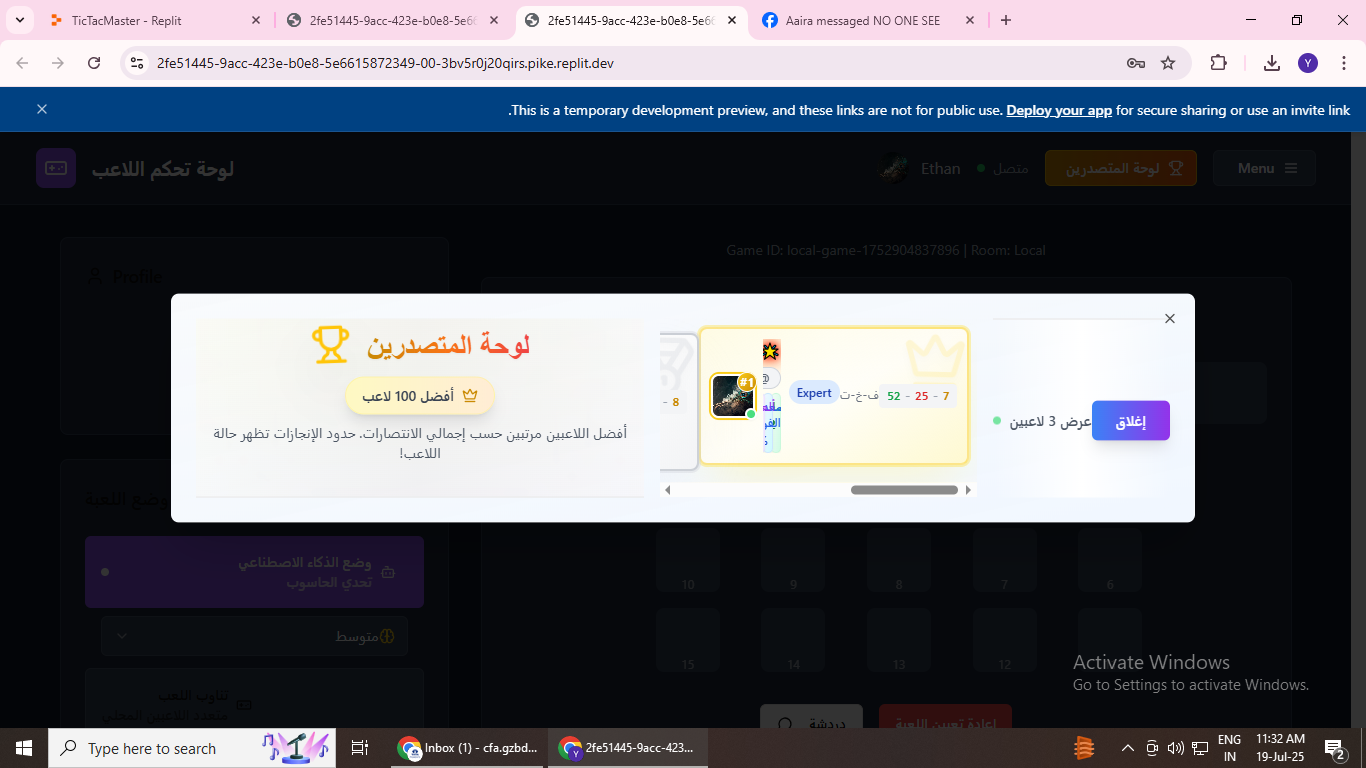 TicTacMaster - Replit
2fe51445-9acc-423e-b0e8-5e6
2fe51445-9acc-423e-b0e8-5e66
Aaira messaged NO ONE SEE
2fe51445-9acc-423e-b0e8-5e6615872349-00-3bv5r0j20qirs.pike.replit.dev
Y
.This is a temporary development preview, and these links are not for public use. Deploy your app for secure sharing or use an invite link
لوحة تحكم اللاعب
Ethan
متصل
لوحة المتصدرين
Menu
Game ID: local-game-1752904837896 | Room: Local
Profile
لوحة المتصدرين
أفضل 100 لاعب
أفضل اللاعبين مرتبين حسب إجمالي الانتصارات. حدود الإنجازات تظهر حالة
اللاعب!
- 8
#1
@
Expert
ف-خ-ت
52 - 25 - 7
عرض 3 لاعبين
إغلاق
وضع اللعبة
وضع الذكاء الاصطناعي
تحدي الحاسوب
متوسط
تناوب اللعب
متعدد اللاعبين المحلي
10
9
8
7
6
15
14
13
12
دردشة
إعادة تعيين اللعبة
Activate Windows
Go to Settings to activate Windows.
Type here to search
Inbox (1) - cfa.gzbd...
2fe51445-9acc-423...
ENG
IN
11:32 AM
19-Jul-25
2